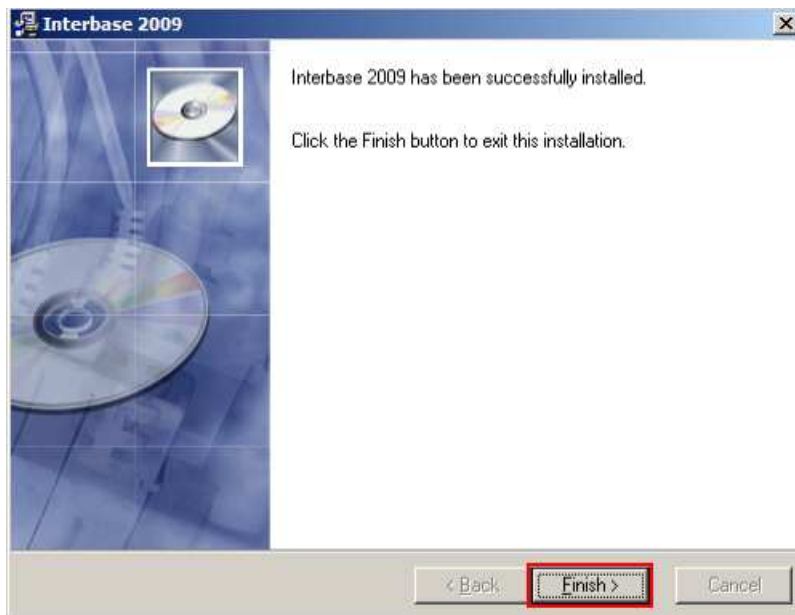 Interbase 2009
Interbase 2009 has been successfully installed.
Click the Finish button to exit this installation.
< Back
Finish >
Cancel